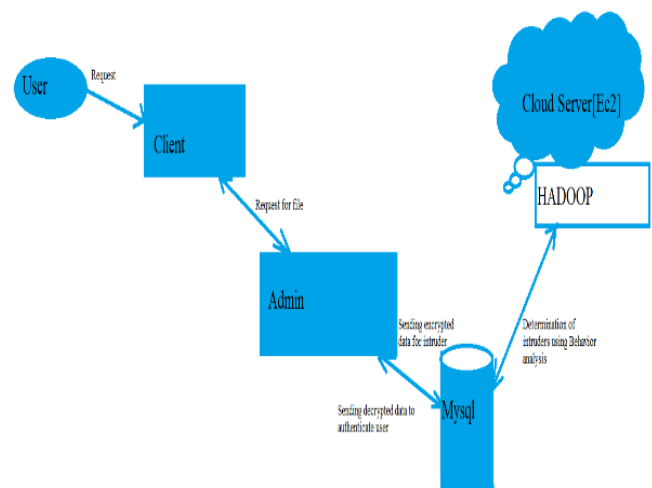 User
Request
Client
Request for file
Admin
Sending encrypted
data for intruder
Sending decrypted data to
authenticate user
Mysql
Determination of
intruders using Behavior
analysis
HADOOP
Cloud Server[Ec2]